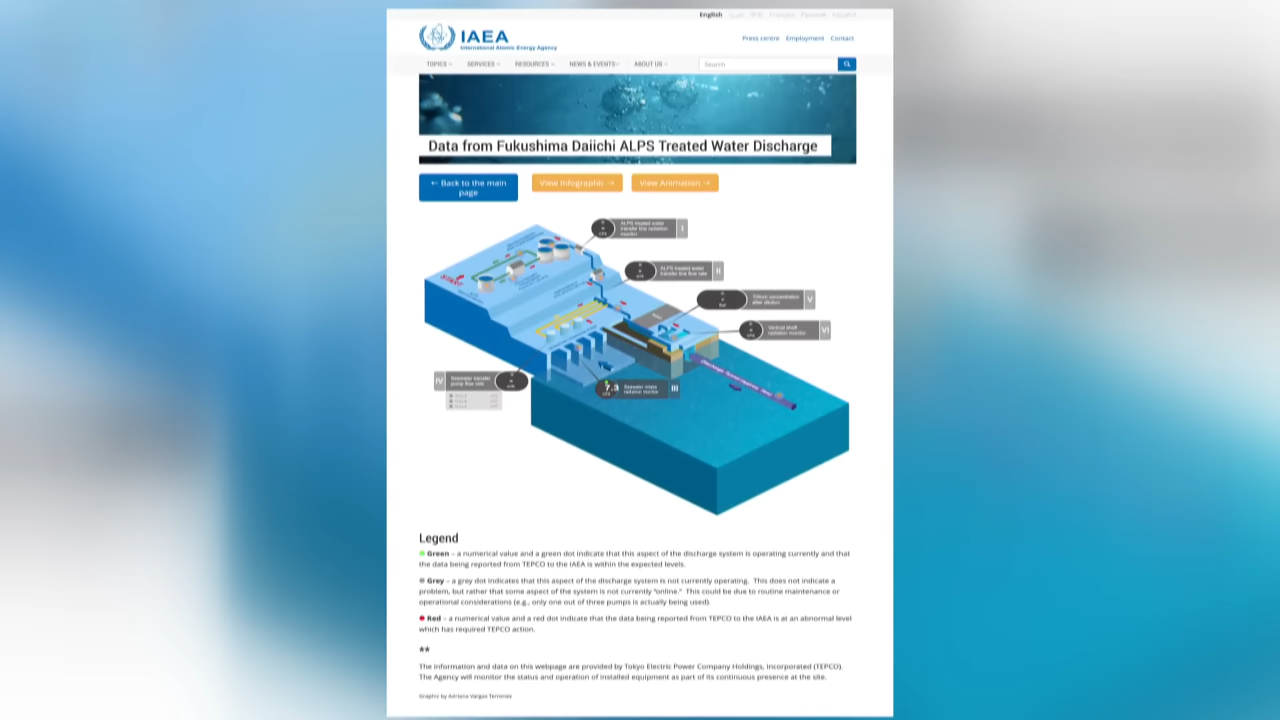 English
Press centre Employment Contact
IAEA
International Atomic Energy Agency
TOPICS SERVICES RESOURCES NEWS & EVENTS ABOUT US
Search
Data from Fukushima Daiichi ALPS Treated Water Discharge
← Back to the main
page
View Infographic →
View Animation →
ALPS treated water
transfer line radiation
monitor
I
ALPS treated water
transfer line flow rate
II
START
Tritium concentration
after dilution
V
Vertical shaft
radiation monitor
VI
IV
Seawater transfer
pump flow rate
7.3
Seawater intake
radiation monitor
III
Legend
Green – a numerical value and a green dot indicate that this aspect of the discharge system is operating currently and that
the data being reported from TEPCO to the IAEA is within the expected levels.
Grey – a grey dot indicates that this aspect of the discharge system is not currently operating. This does not indicate a
problem, but rather that some aspect of the system is not currently "online." This could be due to routine maintenance or
operational considerations (e.g., only one out of three pumps is actually being used).
Red – a numerical value and a red dot indicate that the data being reported from TEPCO to the IAEA is at an abnormal level
which has required TEPCO action.
**
The information and data on this webpage are provided by Tokyo Electric Power Company Holdings, Incorporated (TEPCO).
The Agency will monitor the status and operation of installed equipment as part of its continuous presence at the site.
Graphic by Adriana Vargas Terrones